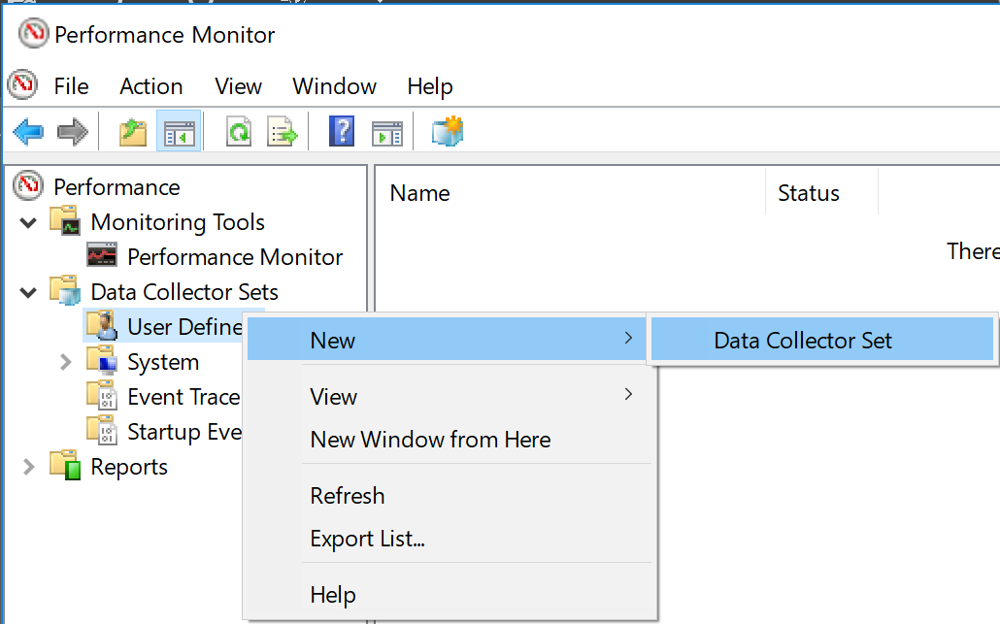 Performance Monitor
File Action View Window Help
Performance
Monitoring Tools
Performance Monitor
Data Collector Sets
User Define
System
Event Trace
Startup Eve
Reports
Name Status
There
New
Data Collector Set
View
New Window from Here
Refresh
Export List...
Help